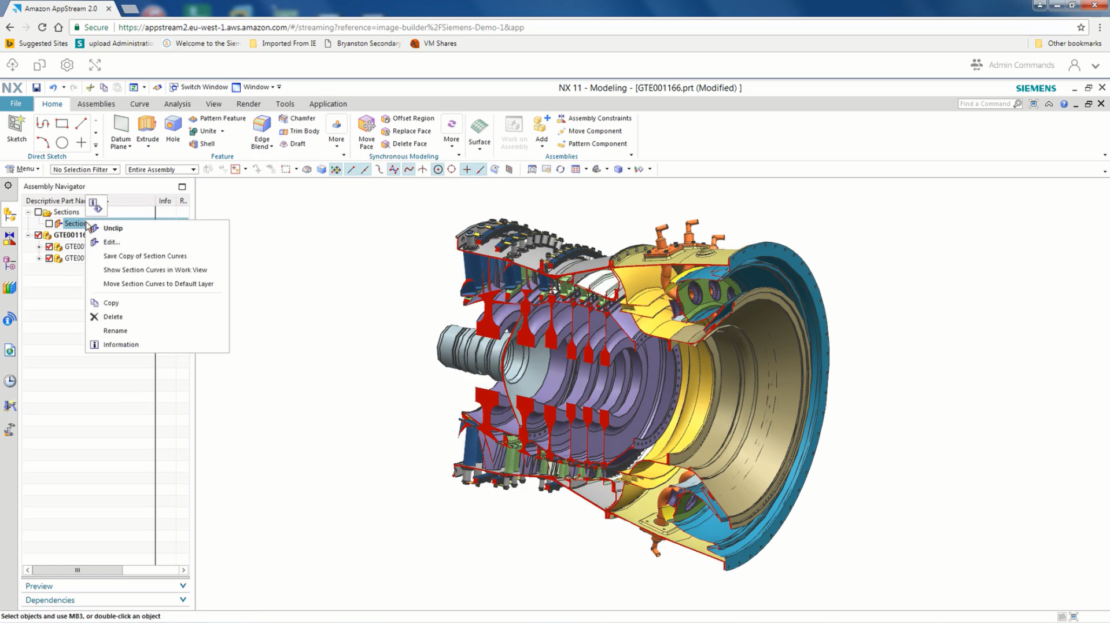 Amazon AppStream 2.0
Secure https://appstream2.eu-west-1.aws.amazon.com/#/streaming?reference=image-builder%2FSiemens-Demo-1&app
Suggested Sites upload Administratio Welcome to the Siem Imported From IE Bryanston Secondary VM Shares Other bookmarks
Admin Commands
NX Switch Window Window NX 11 - Modeling - [GTE001166.prt (Modified) ] SIEMENS
File Home Assemblies Curve Analysis View Render Tools Application Find a Command
Sketch Datum Plane Extrude Hole Pattern Feature Unite Shell Edge Blend Chamfer Trim Body Draft More Move Face Offset Region Replace Face Delete Face More Surface Work on Assembly Add Assembly Constraints Move Component Pattern Component
Direct Sketch Feature Synchronous Modeling Assemblies
Menu No Selection Filter Entire Assembly
Assembly Navigator
Descriptive Part Na Info R..
Sections
Section
Unclip
GTE00116
Edit...
GTE00
Save Copy of Section Curves
GTE00
Show Section Curves in Work View
Move Section Curves to Default Layer
Copy
Delete
Rename
Information
Preview
Dependencies
Select objects and use MB3, or double-click an object